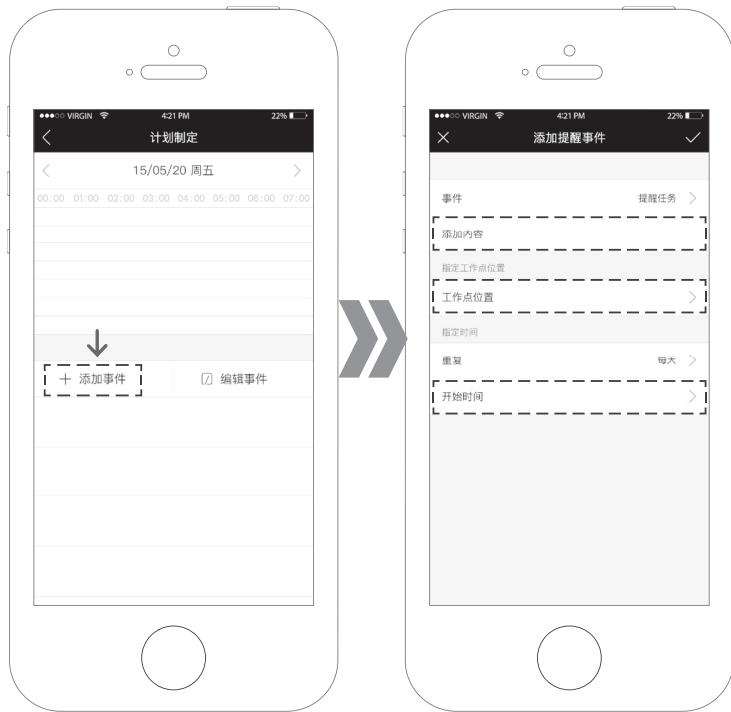 ●●●○○ VIRGIN 4:21 PM 22%
计划制定
15/05/20 周五
00:00 01:00 02:00 03:00 04:00 05:00 06:00 07:00
+ 添加事件
编辑事件
●●●○○ VIRGIN 4:21 PM 22%
添加提醒事件
事件 提醒任务
添加内容
指定工作点位置
工作点位置
指定时间
重复 每天
开始时间